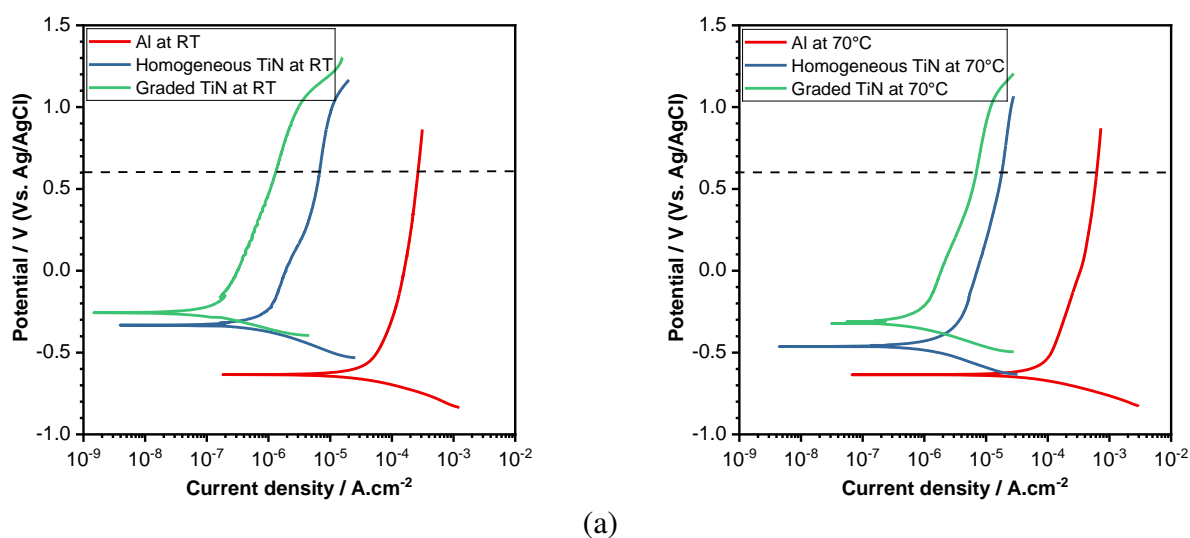 1.5
1.0
0.5
0.0
-0.5
-1.0
Potential / V (Vs. Ag/AgCl)
Al at RT
Homogeneous TiN at RT
Graded TiN at RT
10⁻⁹ 10⁻⁸ 10⁻⁷ 10⁻⁶ 10⁻⁵ 10⁻⁴ 10⁻³ 10⁻²
Current density / A.cm⁻²
1.5
1.0
0.5
0.0
-0.5
-1.0
Potential / V (Vs. Ag/AgCl)
Al at 70°C
Homogeneous TiN at 70°C
Graded TiN at 70°C
10⁻⁹ 10⁻⁸ 10⁻⁷ 10⁻⁶ 10⁻⁵ 10⁻⁴ 10⁻³ 10⁻²
Current density / A.cm⁻²
(a)